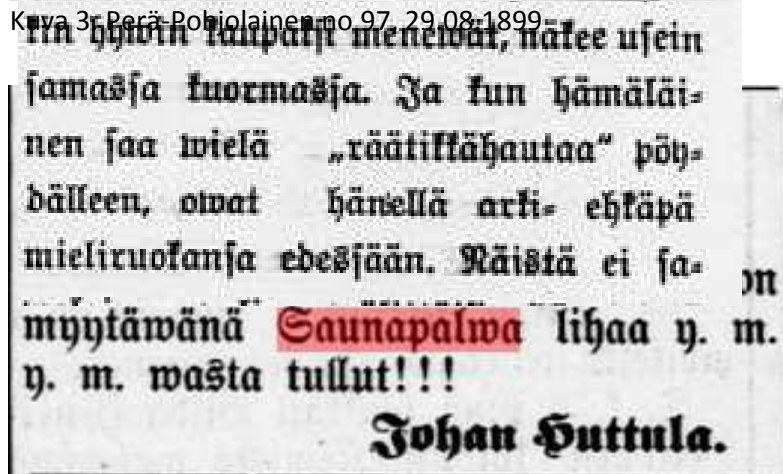 Kuva 3: Perä-Pohjolainen no 97, 29.08.1899
kin hywin kaupaksi menewät, näkee usein
samassa kuormassa. Ja kun hämäläi-
nen saa wielä „räätikkähautaa“ pöy-
dälleen, owat hänellä arki- ehkäpä
mieliruokansa edessään. Näistä ei sa-
on
myytäwänä Saunapalwa lihaa y. m.
y. m. wasta tullut!!!
Johan Huttula.